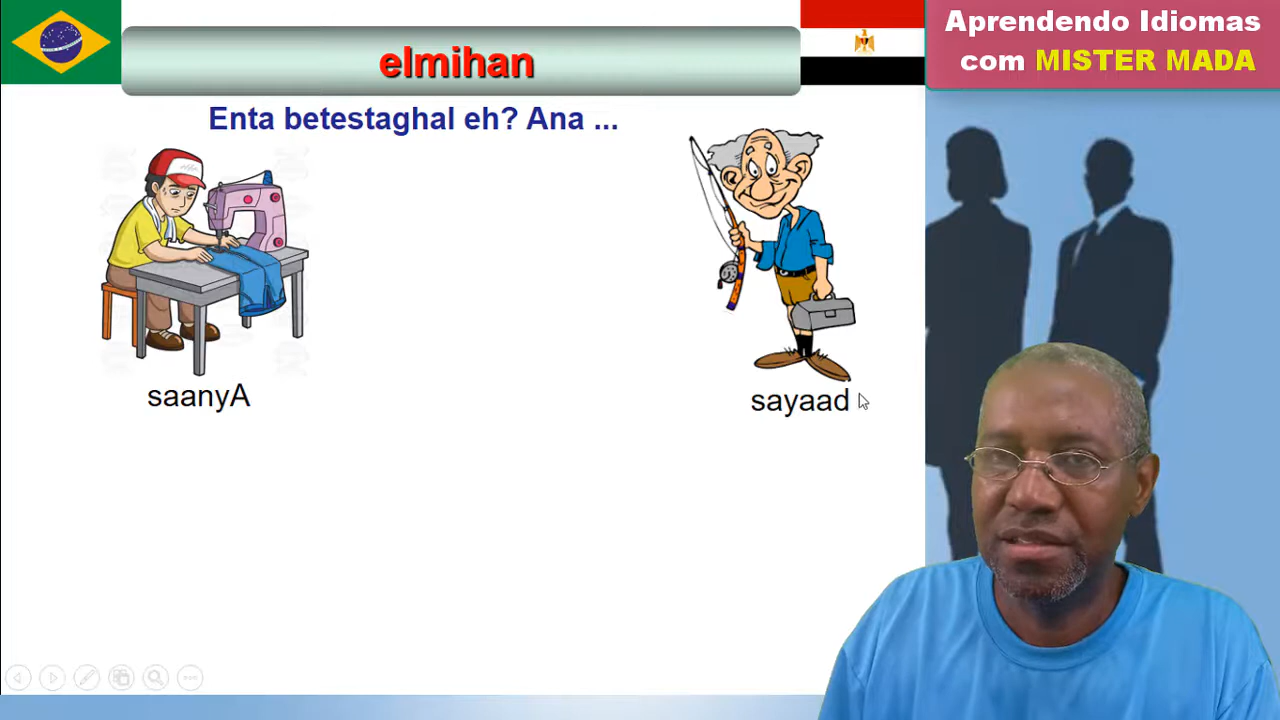 elmihan
Aprendendo Idiomas
com MISTER MADA
Enta betestaghal eh? Ana ...
saanyA
sayaad